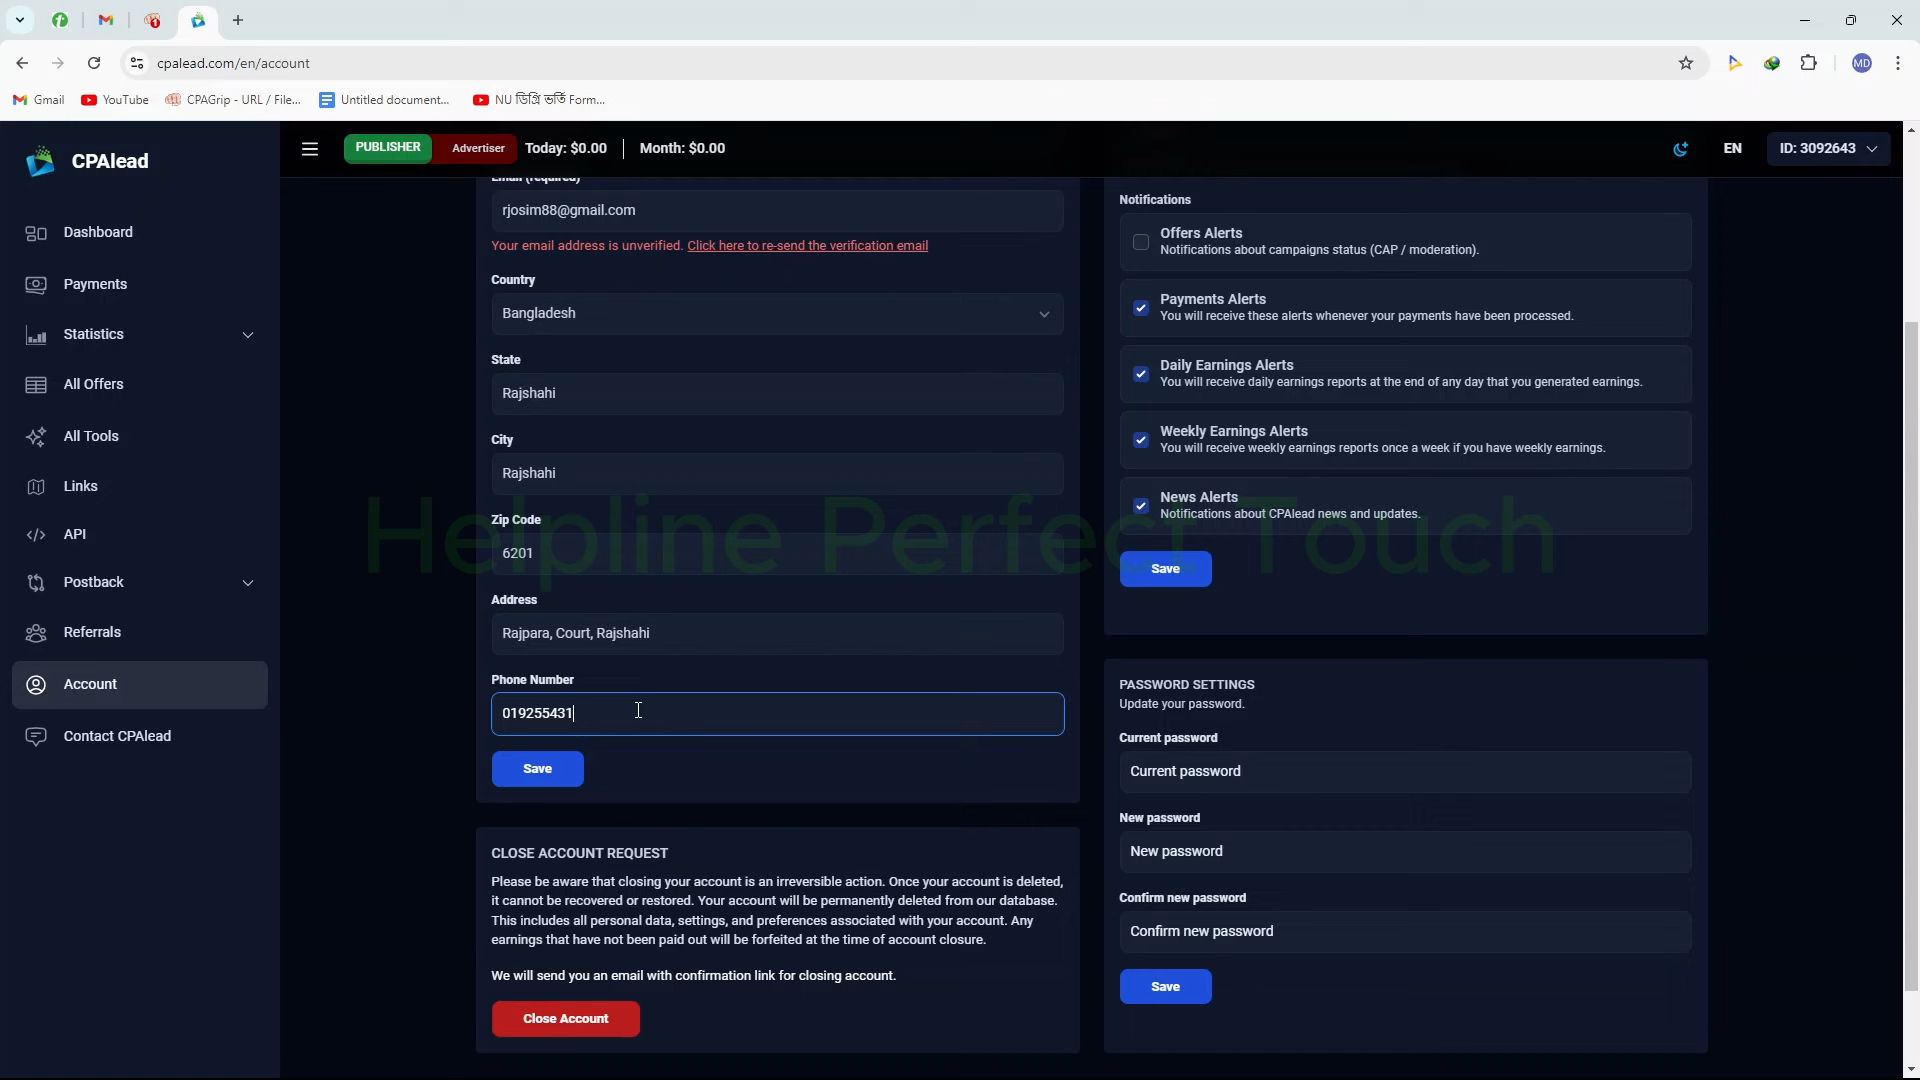 cpalead.com/en/account
MD
Gmail
YouTube
CPAGrip - URL / File...
Untitled document...
NU ডিগ্রি ভর্তি Form...
CPAlead
PUBLISHER
Advertiser
Today: $0.00
Month: $0.00
EN
ID: 3092643
Dashboard
Payments
Statistics
All Offers
All Tools
Links
API
Postback
Referrals
Account
Contact CPAlead
Email (required)
rjosim88@gmail.com
Your email address is unverified. Click here to re-send the verification email
Country
Bangladesh
State
Rajshahi
City
Rajshahi
Zip Code
6201
Address
Rajpara, Court, Rajshahi
Phone Number
019255431
Save
CLOSE ACCOUNT REQUEST
Please be aware that closing your account is an irreversible action. Once your account is deleted,
it cannot be recovered or restored. Your account will be permanently deleted from our database.
This includes all personal data, settings, and preferences associated with your account. Any
earnings that have not been paid out will be forfeited at the time of account closure.
We will send you an email with confirmation link for closing account.
Close Account
Notifications
Offers Alerts
Notifications about campaigns status (CAP / moderation).
Payments Alerts
You will receive these alerts whenever your payments have been processed.
Daily Earnings Alerts
You will receive daily earnings reports at the end of any day that you generated earnings.
Weekly Earnings Alerts
You will receive weekly earnings reports once a week if you have weekly earnings.
News Alerts
Notifications about CPAlead news and updates.
Save
PASSWORD SETTINGS
Update your password.
Current password
Current password
New password
New password
Confirm new password
Confirm new password
Save
Helpline Perfect Touch